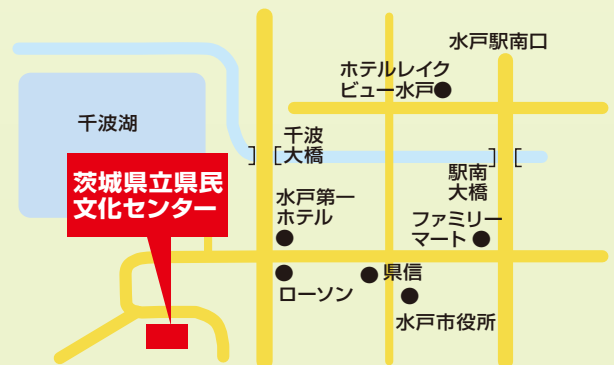 水戸駅南口
ホテルレイク
ビュー水戸
千波湖
千波
大橋
茨城県立県民
文化センター
駅南
大橋
水戸第一
ホテル
ファミリー
マート
県信
ローソン
水戸市役所